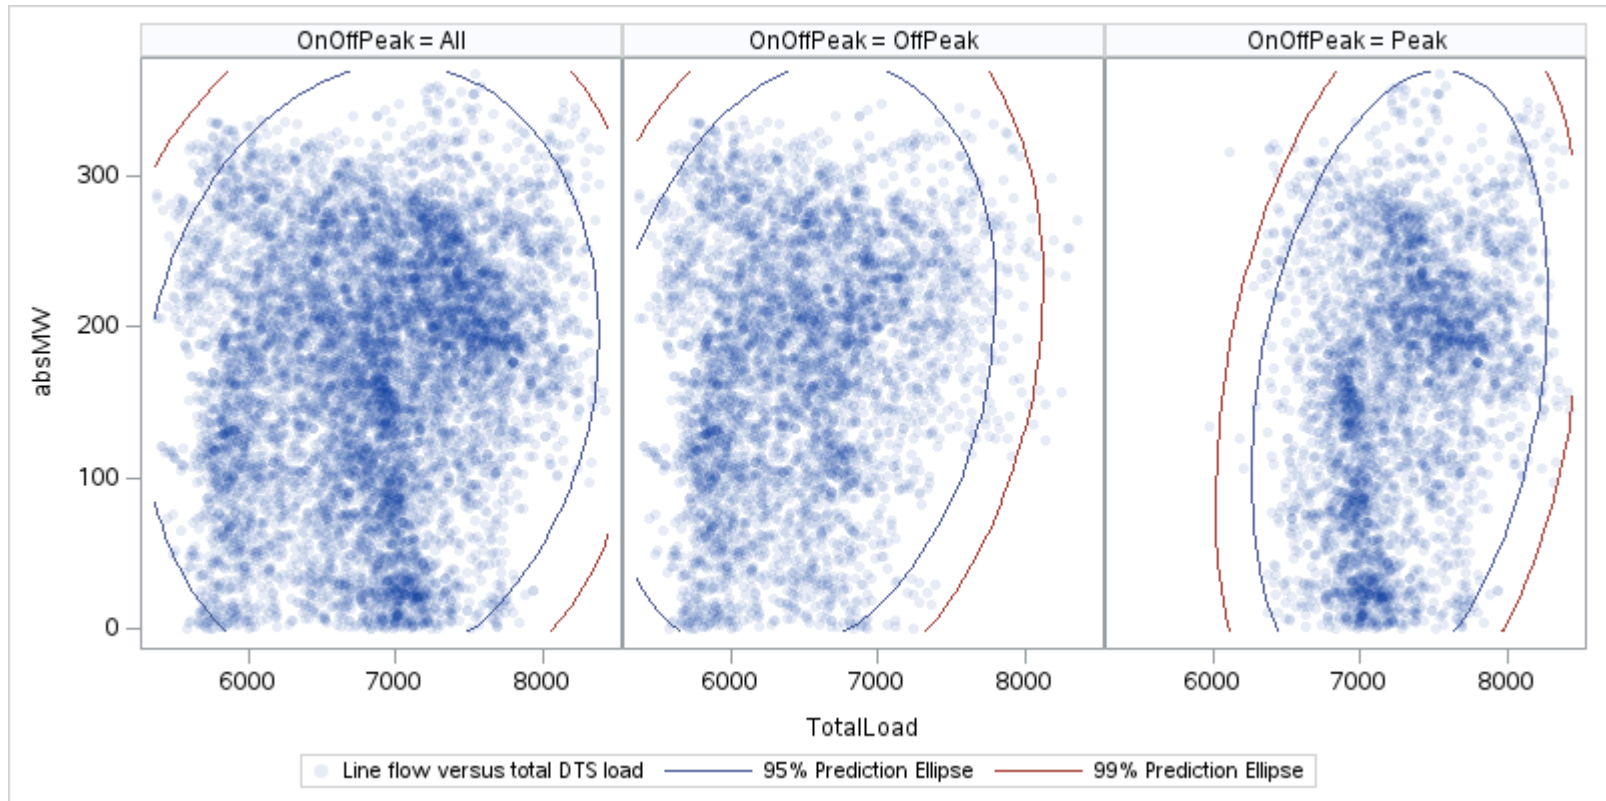 OnOffPeak = All
OnOffPeak = OffPeak
OnOffPeak = Peak
absMW
300
200
100
0
6000 7000 8000
6000 7000 8000
6000 7000 8000
TotalLoad
Line flow versus total DTS load 95% Prediction Ellipse 99% Prediction Ellipse